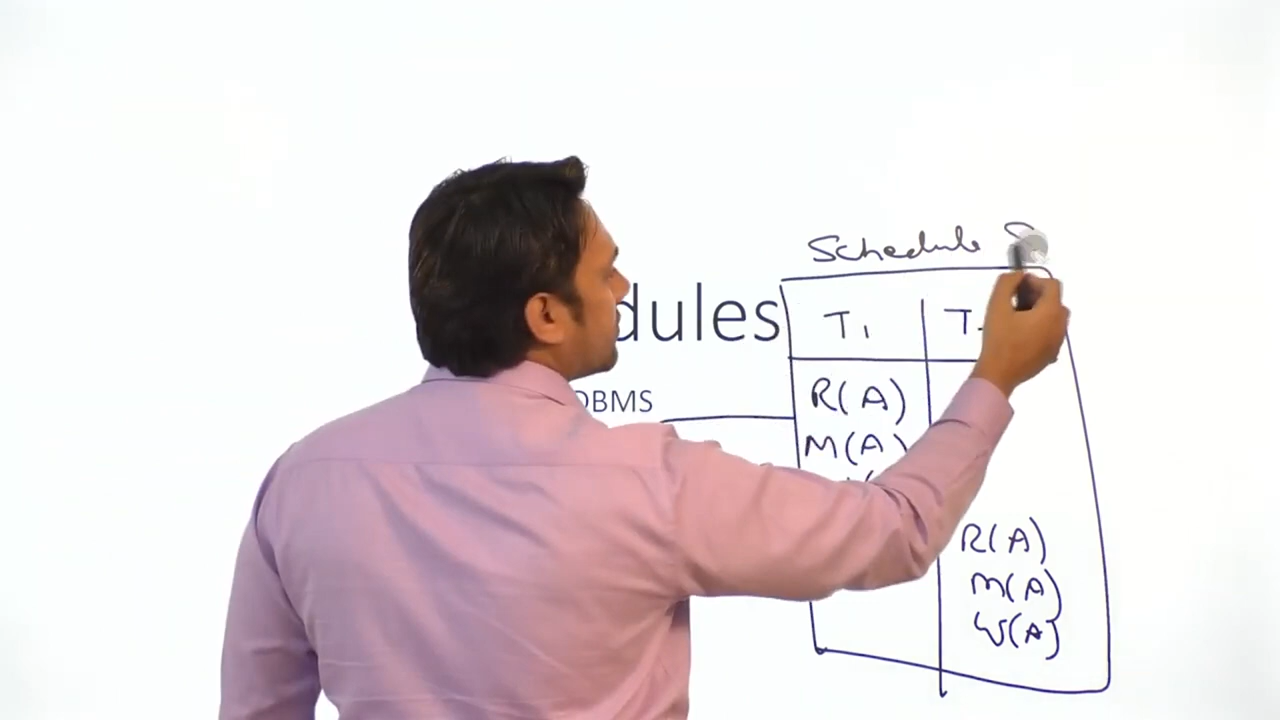 Schedule S
dules
T1
R(A)
M(A)
DBMS
R(A)
M(A)
W(A)